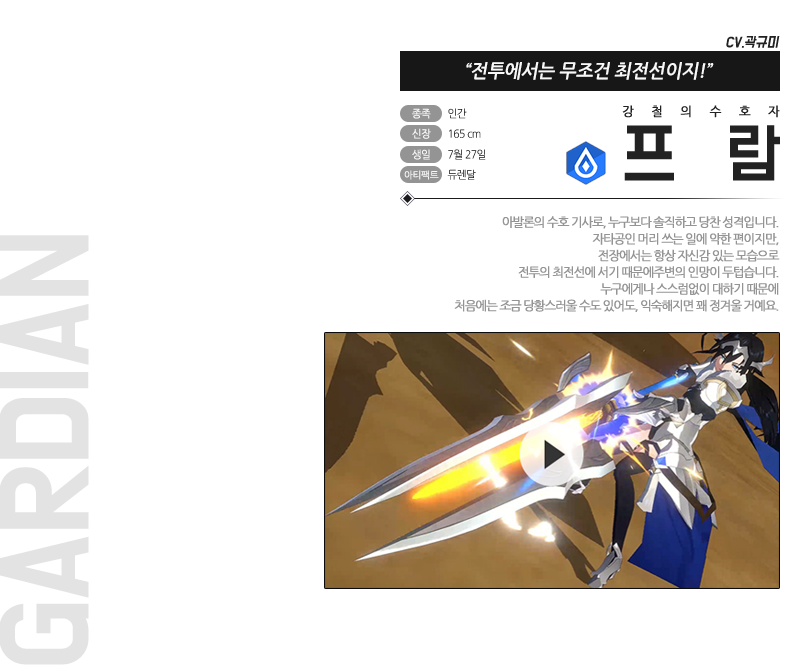 CV.곽규미
“전투에서는 무조건 최전선이지!”
종족 인간
신장 165 cm
생일 7월 27일
아티팩트 듀렌달
강철의수호자
프람
아발론의 수호 기사로, 누구보다 솔직하고 당찬 성격입니다.
자타공인 머리 쓰는 일에 약한 편이지만,
전장에서는 항상 자신감 있는 모습으로
전투의 최전선에 서기 때문에주변의 인망이 두텁습니다.
누구에게나 스스럼없이 대하기 때문에
처음에는 조금 당황스러울 수도 있어도, 익숙해지면 꽤 정겨울 거예요.
GARDIAN